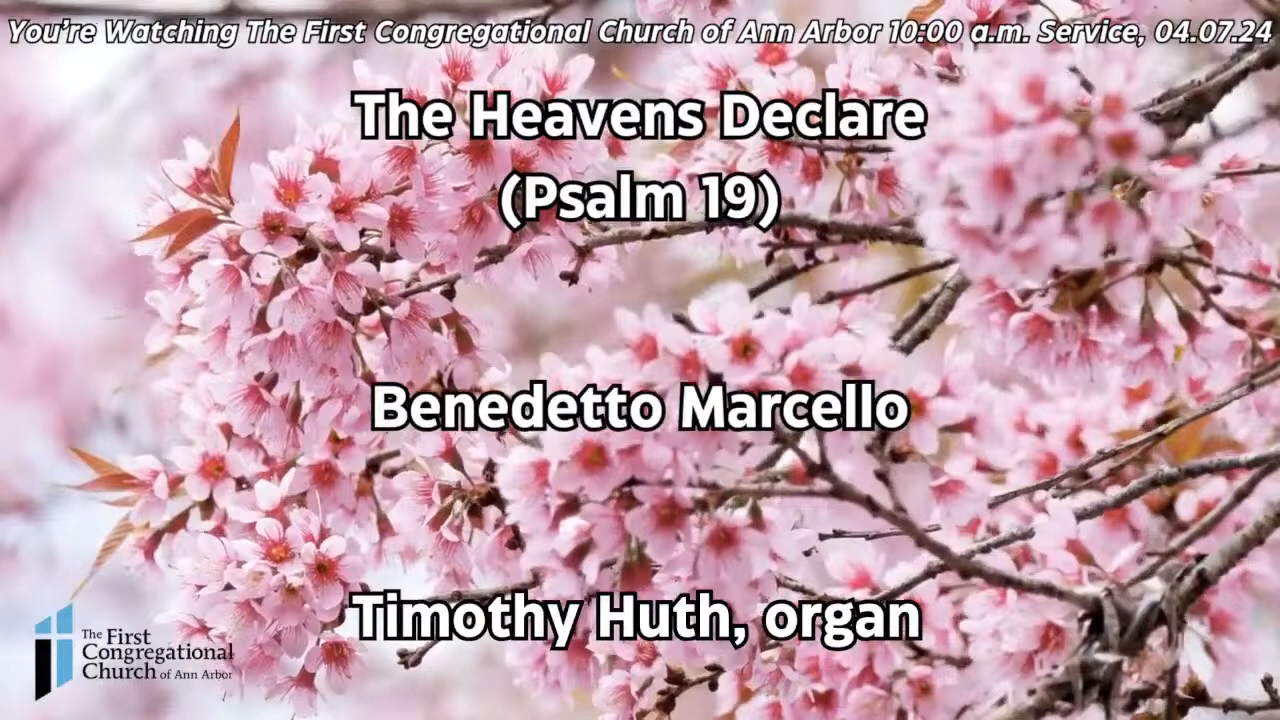 You're Watching The First Congregational Church of Ann Arbor 10:00 a.m. Service, 04.07.24
The Heavens Declare
(Psalm 19)
Benedetto Marcello
Timothy Huth, organ
The First
Congregational
Church of Ann Arbor